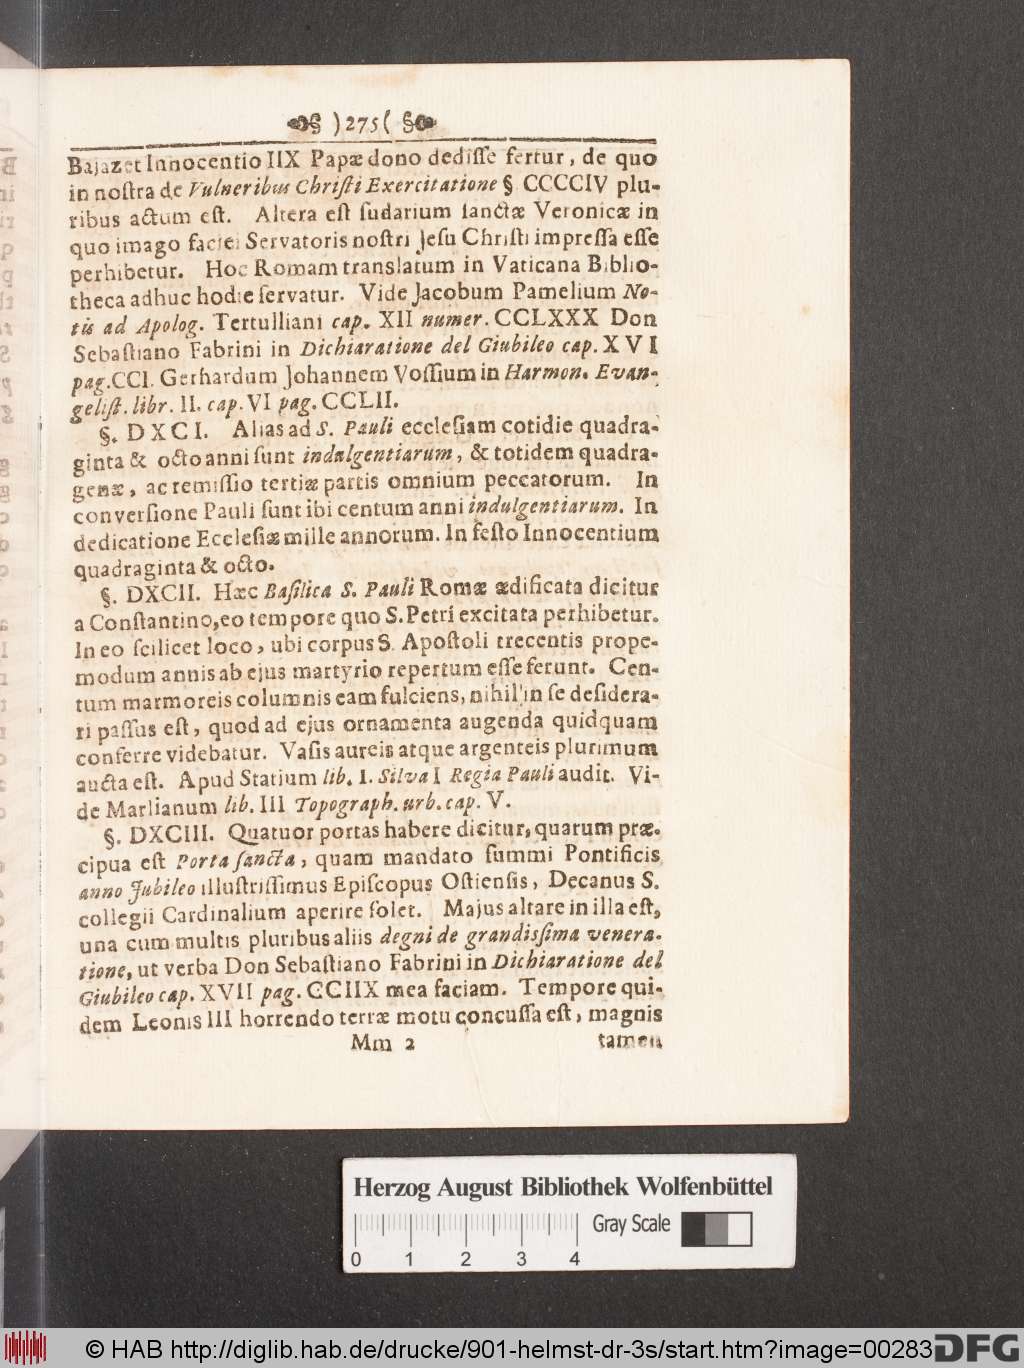 )275(
Bajazet Innocentio IIX Papæ dono dedisse fertur, de quo
in nostra de Vulneribus Christi Exercitatione § CCCCIV plu-
ribus actum est. Altera est sudarium sanctæ Veronicæ in
quo imago faciei Servatoris nostri Jesu Christi impressa esse
perhibetur. Hoc Romam translatum in Vaticana Biblio-
theca adhuc hodie servatur. Vide Jacobum Pamelium No-
tis ad Apolog. Tertulliani cap. XII numer. CCLXXX Don
Sebastiano Fabrini in Dichiaratione del Giubileo cap. XVI
pag. CCI. Gerhardum Johannem Vossium in Harmon. Evan-
gelist. libr. II. cap. VI pag. CCLII.
§. DXCI. Alias ad S. Pauli ecclesiam cotidie quadra-
ginta & octo anni sunt indulgentiarum, & totidem quadra-
genæ, ac remissio tertiæ partis omnium peccatorum. In
conversione Pauli sunt ibi centum anni indulgentiarum. In
dedicatione Ecclesiæ mille annorum. In festo Innocentium
quadraginta & octo.
§. DXCII. Hæc Basilica S. Pauli Romæ ædificata dicitur
a Constantino, eo tempore quo S. Petri excitata perhibetur.
In eo scilicet loco, ubi corpus S. Apostoli trecentis prope-
modum annis ab ejus martyrio repertum esse ferunt. Cen-
tum marmoreis columnis eam fulciens, nihil in se desidera-
ri passus est, quod ad ejus ornamenta augenda quidquam
conferre videbatur. Vasis aureis atque argenteis plurimum
aucta est. Apud Statium lib. I. Silva I Regia Pauli audit. Vi-
de Marlianum lib. III Topograph. urb. cap. V.
§. DXCIII. Quatuor portas habere dicitur, quarum præ-
cipua est Porta sancta, quam mandato summi Pontificis
anno Jubileo illustrissimus Episcopus Ostiensis, Decanus S.
collegii Cardinalium aperire solet. Majus altare in illa est,
una cum multis pluribus aliis degni de grandissima venera-
tione, ut verba Don Sebastiano Fabrini in Dichiaratione del
Giubileo cap. XVII pag. CCIIX mea faciam. Tempore qui-
dem Leonis III horrendo terræ motu concussa est, magnis
Mm 2 tamen
Herzog August Bibliothek Wolfenbüttel
Gray Scale
0 1 2 3 4
© HAB http://diglib.hab.de/drucke/901-helmst-dr-3s/start.htm?image=00283
DFG